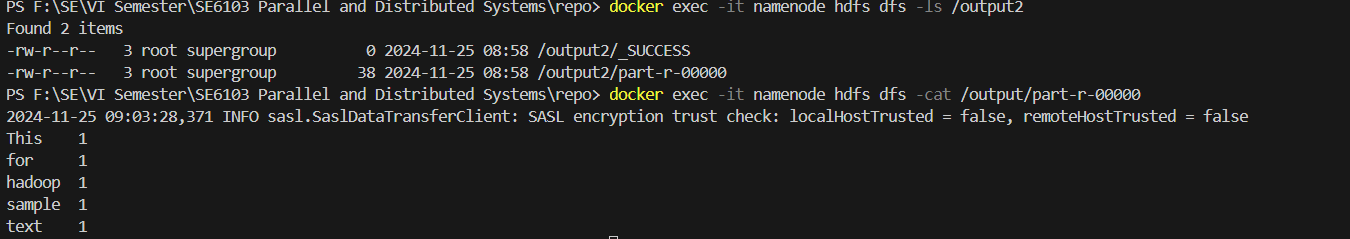 PS F:\SE\VI Semester\SE6103 Parallel and Distributed Systems\repo> docker exec -it namenode hdfs dfs -ls /output2
Found 2 items
-rw-r--r--   3 root supergroup          0 2024-11-25 08:58 /output2/_SUCCESS
-rw-r--r--   3 root supergroup         38 2024-11-25 08:58 /output2/part-r-00000
PS F:\SE\VI Semester\SE6103 Parallel and Distributed Systems\repo> docker exec -it namenode hdfs dfs -cat /output/part-r-00000
2024-11-25 09:03:28,371 INFO sasl.SaslDataTransferClient: SASL encryption trust check: localHostTrusted = false, remoteHostTrusted = false
This    1
for     1
hadoop  1
sample  1
text    1